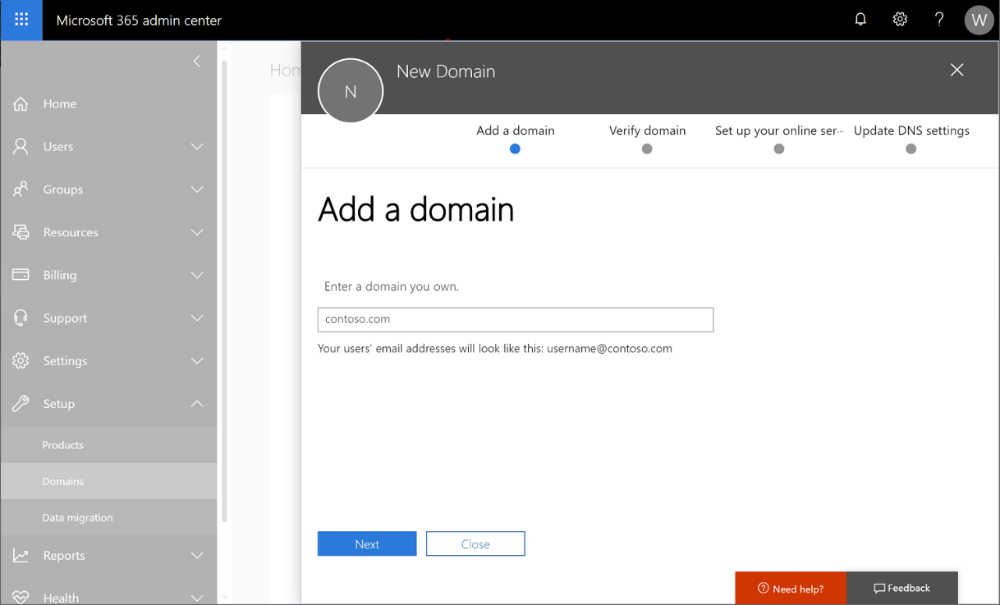 Microsoft 365 admin center
?
W
Home
Users
Groups
Resources
Billing
Support
Settings
Setup
Products
Domains
Data migration
Reports
Health
Hom
N
New Domain
Add a domain
Verify domain
Set up your online ser...
Update DNS settings
Add a domain
Enter a domain you own.
contoso.com
Your users' email addresses will look like this: username@contoso.com
Next
Close
Need help?
Feedback